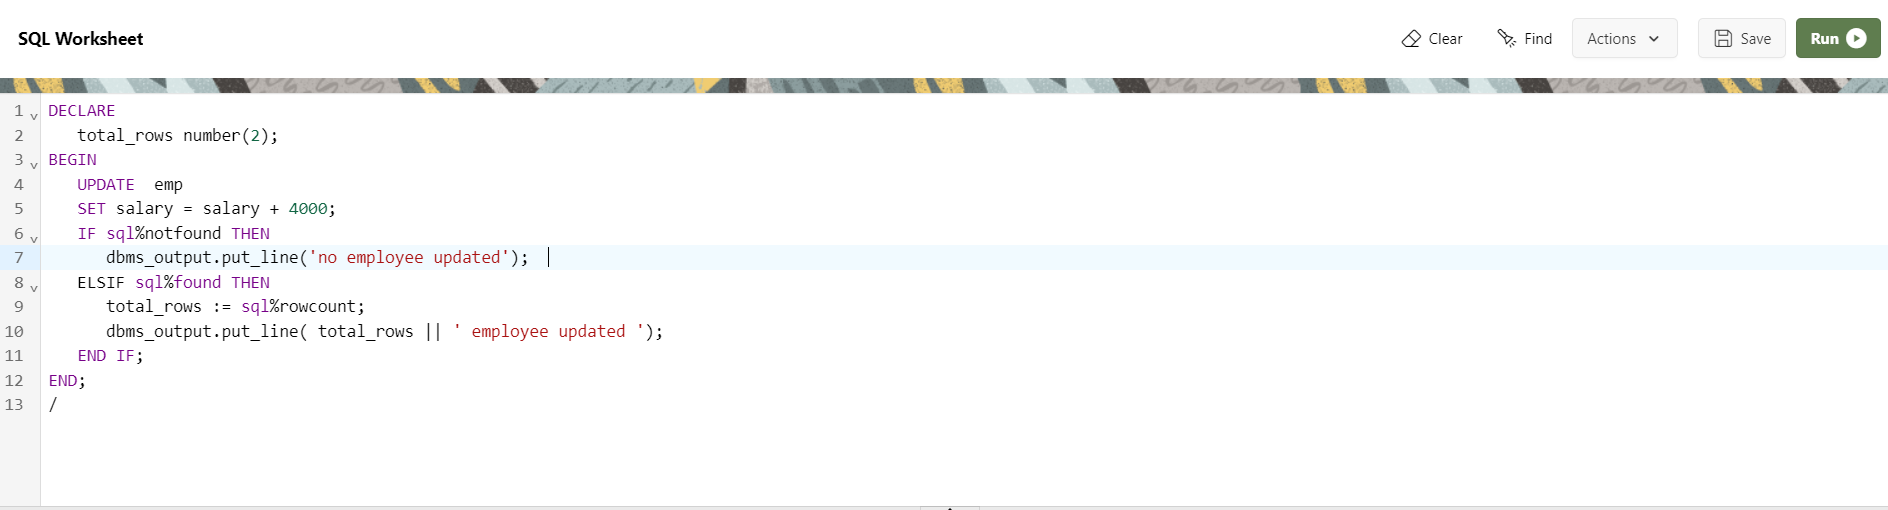 SQL Worksheet
Clear Find Actions Save Run
1 DECLARE
2    total_rows number(2);
3 BEGIN
4    UPDATE  emp
5    SET salary = salary + 4000;
6    IF sql%notfound THEN
7       dbms_output.put_line('no employee updated');
8    ELSIF sql%found THEN
9       total_rows := sql%rowcount;
10       dbms_output.put_line( total_rows || ' employee updated ');
11    END IF;
12 END;
13 /